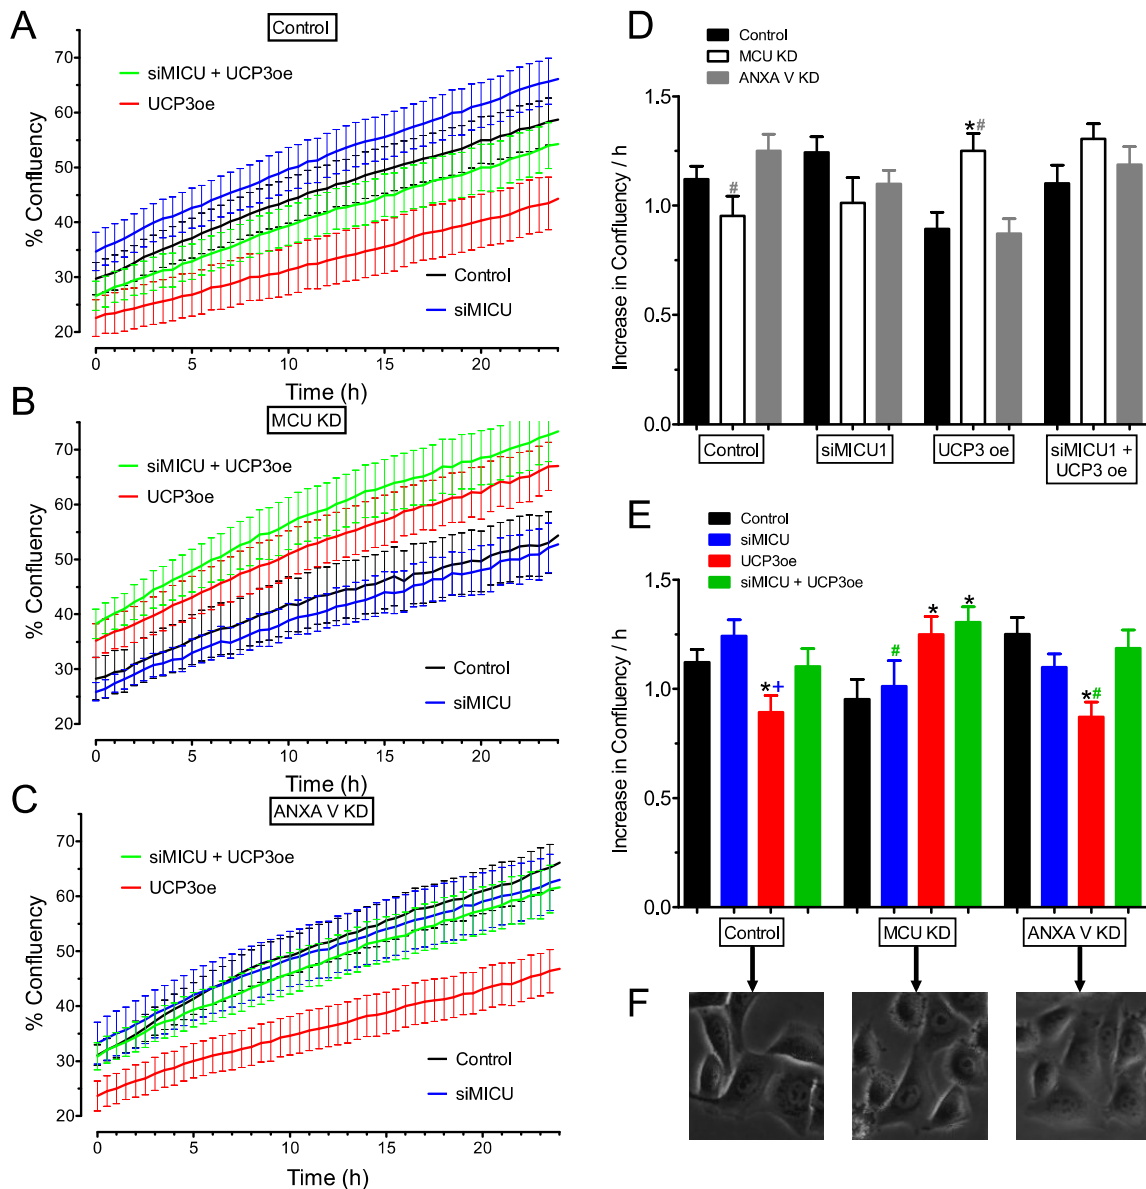 A
Control
70
60
50
40
30
20
% Confluency
siMICU + UCP3oe
UCP3oe
Control
siMICU
0 5 10 15 20
Time (h)
B
MCU KD
70
60
50
40
30
20
% Confluency
siMICU + UCP3oe
UCP3oe
Control
siMICU
0 5 10 15 20
Time (h)
C
ANXA V KD
70
60
50
40
30
20
% Confluency
siMICU + UCP3oe
UCP3oe
Control
siMICU
0 5 10 15 20
Time (h)
D
Control
MCU KD
ANXA V KD
1.5
1.0
0.5
0.0
Increase in Confluency / h
#
*#
Control
siMICU1
UCP3 oe
siMICU1 +
UCP3 oe
E
Control
siMICU
UCP3oe
siMICU + UCP3oe
1.5
1.0
0.5
0.0
Increase in Confluency / h
*+
#
*
*
*#
Control
MCU KD
ANXA V KD
F